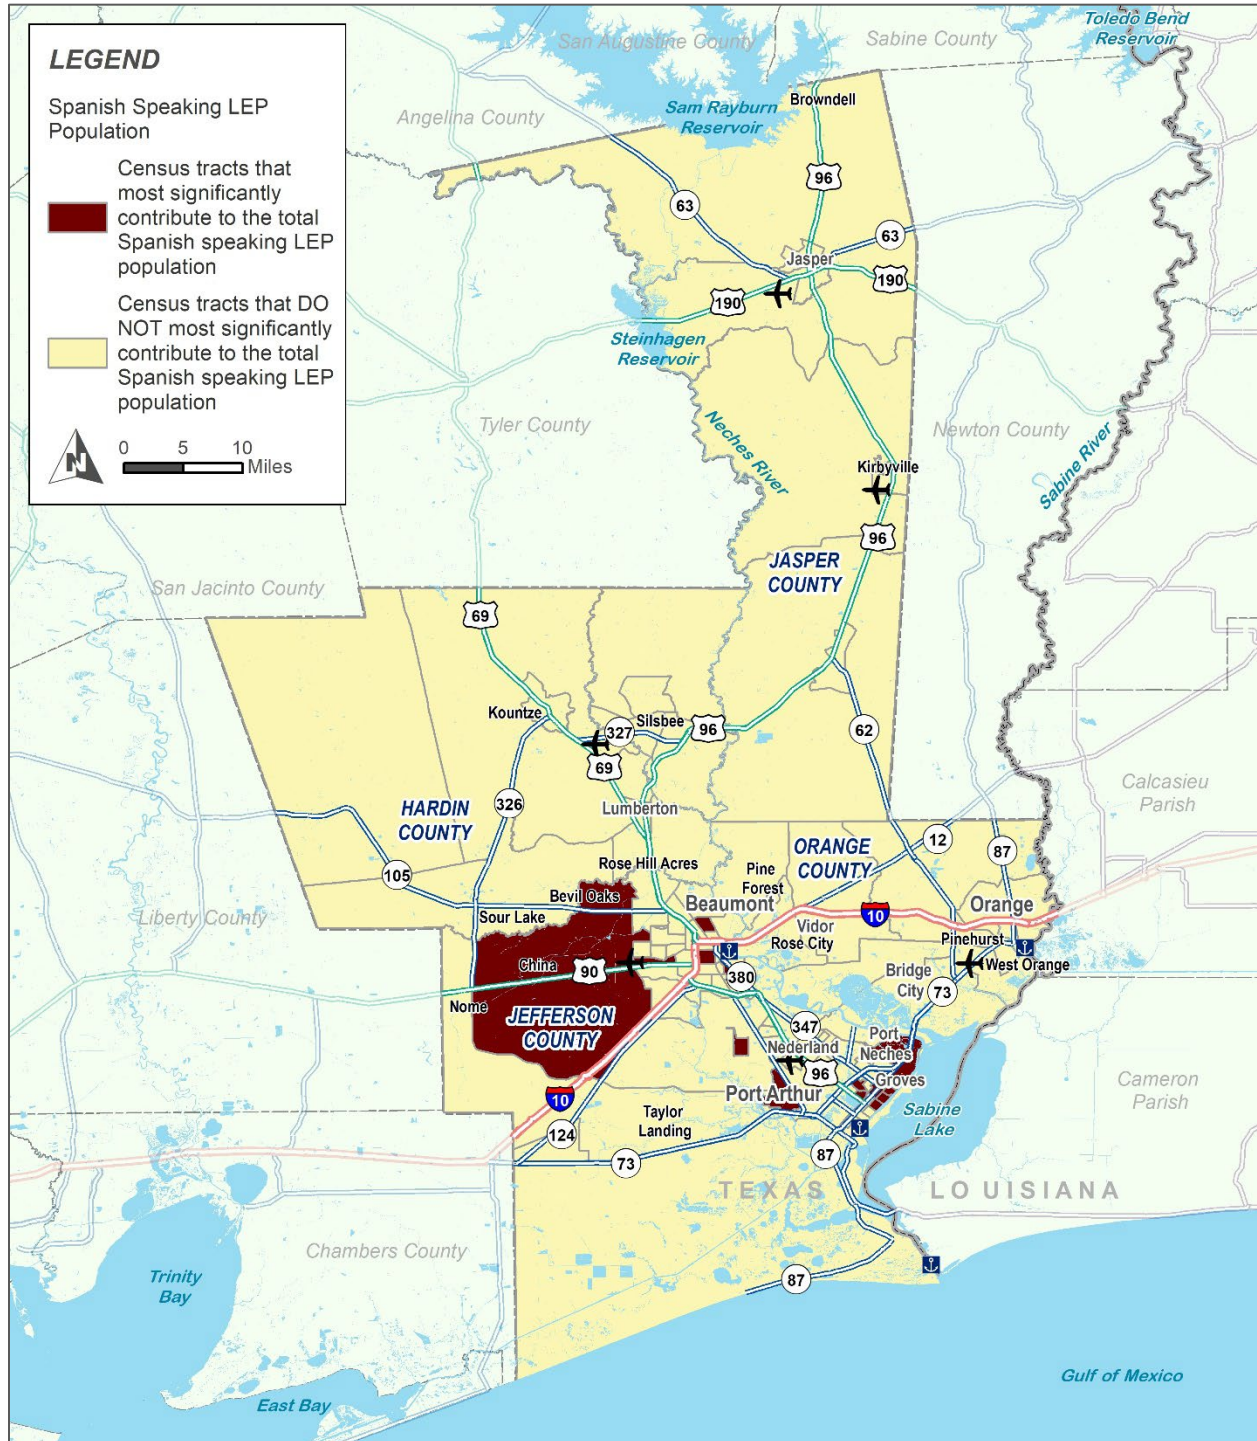 LEGEND
Spanish Speaking LEP
Population
Census tracts that
most significantly
contribute to the total
Spanish speaking LEP
population
Census tracts that DO
NOT most significantly
contribute to the total
Spanish speaking LEP
population
N
0 5 10
Miles
Toledo Bend
Reservoir
San Augustine County
Sabine County
Angelina County
Sam Rayburn
Reservoir
Browndell
96
63
63
Jasper
190
190
Steinhagen
Reservoir
Tyler County
Neches River
Newton County
Sabine River
Kirbyville
96
JASPER
COUNTY
San Jacinto County
69
Kountze
327
Silsbee
96
62
69
Calcasieu
Parish
HARDIN
COUNTY
326
Lumberton
12
87
ORANGE
COUNTY
105
Rose Hill Acres
Pine
Forest
Bevil Oaks
Beaumont
Orange
Liberty County
Sour Lake
Vidor
10
Rose City
Pinehurst
West Orange
China
90
380
Bridge
City
73
Nome
JEFFERSON
COUNTY
347
Port
Neches
Nederland
96
Groves
Port Arthur
10
Cameron
Parish
Taylor
Landing
Sabine
Lake
124
73
87
TEXAS
LOUISIANA
Chambers County
Trinity
Bay
87
Gulf of Mexico
East Bay